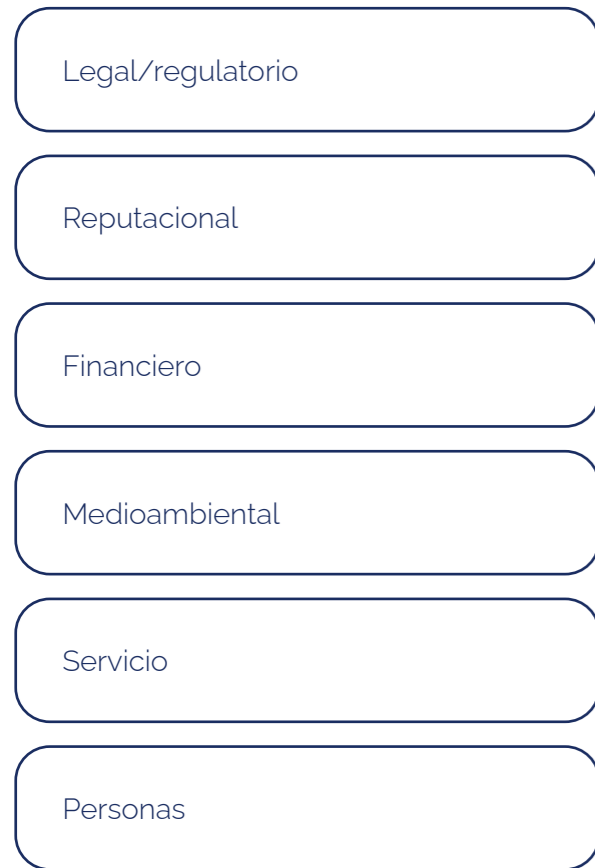 Legal/regulatorio
Reputacional
Financiero
Medioambiental
Servicio
Personas